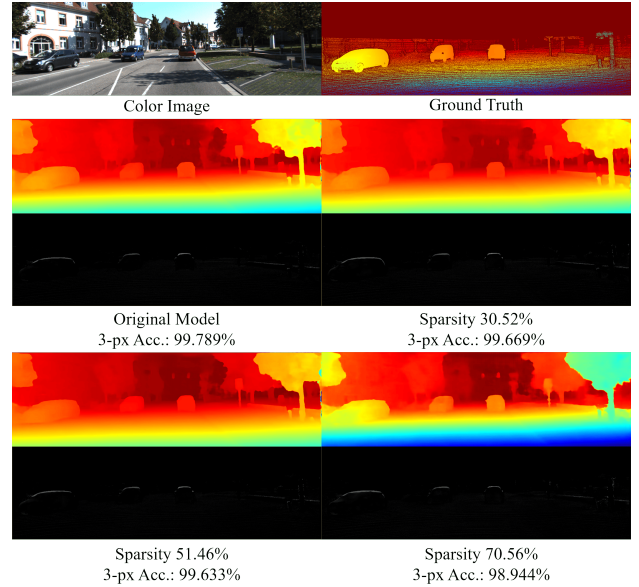 Color Image
Ground Truth
Original Model
3-px Acc.: 99.789%
Sparsity 30.52%
3-px Acc.: 99.669%
Sparsity 51.46%
3-px Acc.: 99.633%
Sparsity 70.56%
3-px Acc.: 98.944%